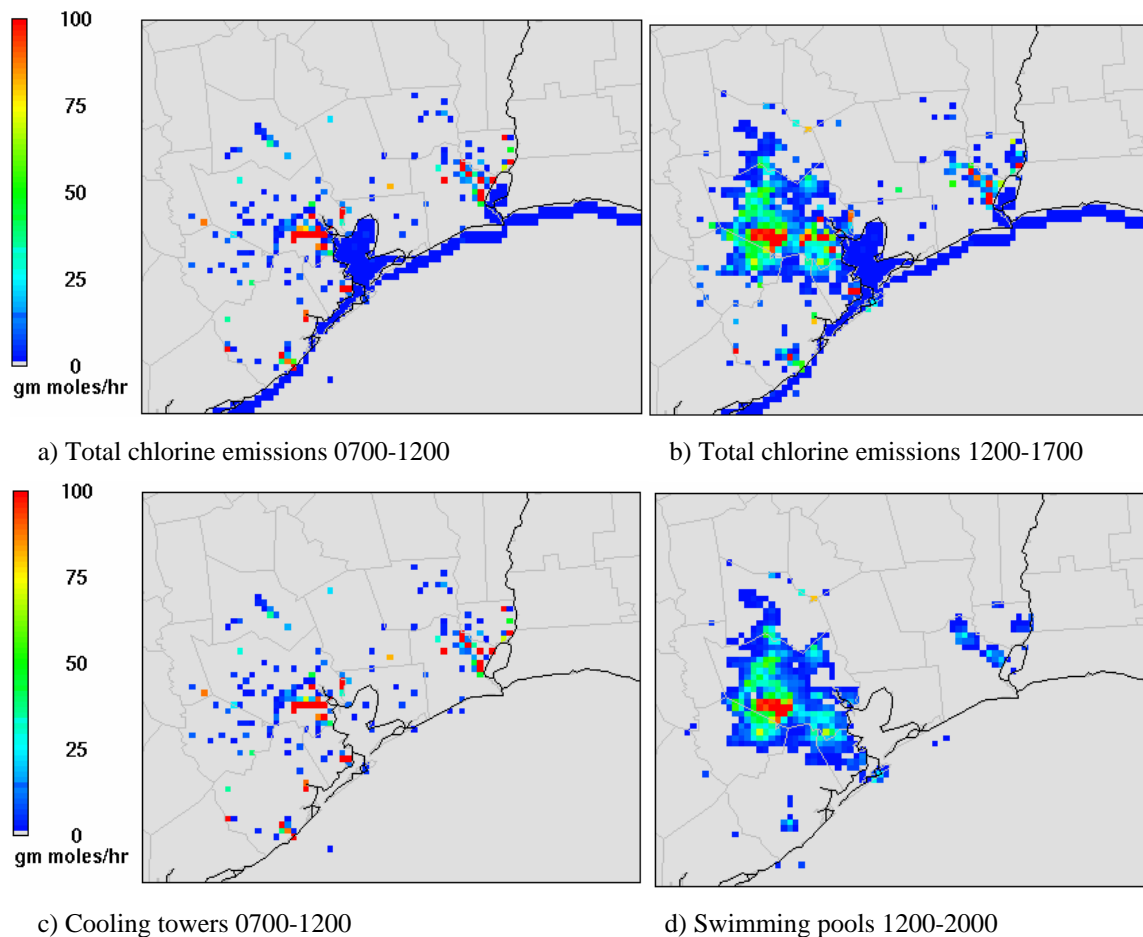 100
75
50
25
0
gm moles/hr
a) Total chlorine emissions 0700-1200
b) Total chlorine emissions 1200-1700
100
75
50
25
0
gm moles/hr
c) Cooling towers 0700-1200
d) Swimming pools 1200-2000